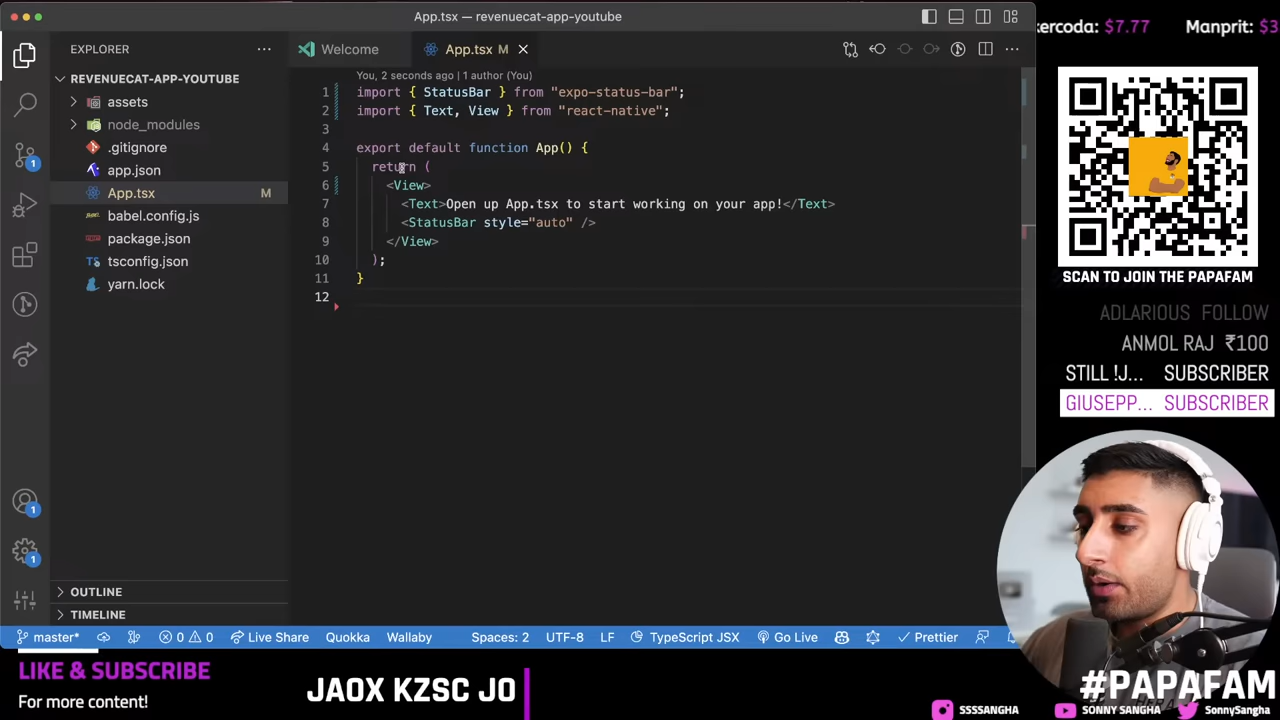 App.tsx — revenuecat-app-youtube
EXPLORER
REVENUECAT-APP-YOUTUBE
assets
node_modules
.gitignore
app.json
App.tsx M
babel.config.js
package.json
tsconfig.json
yarn.lock
OUTLINE
TIMELINE
Welcome
App.tsx M
You, 2 seconds ago | 1 author (You)
1 import { StatusBar } from "expo-status-bar";
2 import { Text, View } from "react-native";
3
4 export default function App() {
5 return (
6 <View>
7 <Text>Open up App.tsx to start working on your app!</Text>
8 <StatusBar style="auto" />
9 </View>
10 );
11 }
12
1
1
1
master*
0 0
Live Share
Quokka
Wallaby
Spaces: 2
UTF-8
LF
TypeScript JSX
Go Live
Prettier
ercoda: $7.77 Manprit: $3
SCAN TO JOIN THE PAPAFAM
ADLARIOUS FOLLOW
ANMOL RAJ ₹100
STILL !J... SUBSCRIBER
GIUSEPP... SUBSCRIBER
LIKE & SUBSCRIBE
For more content!
JAOX KZSC JO
#PAPAFAM
SSSSANGHA
SONNY SANGHA
SonnySangha